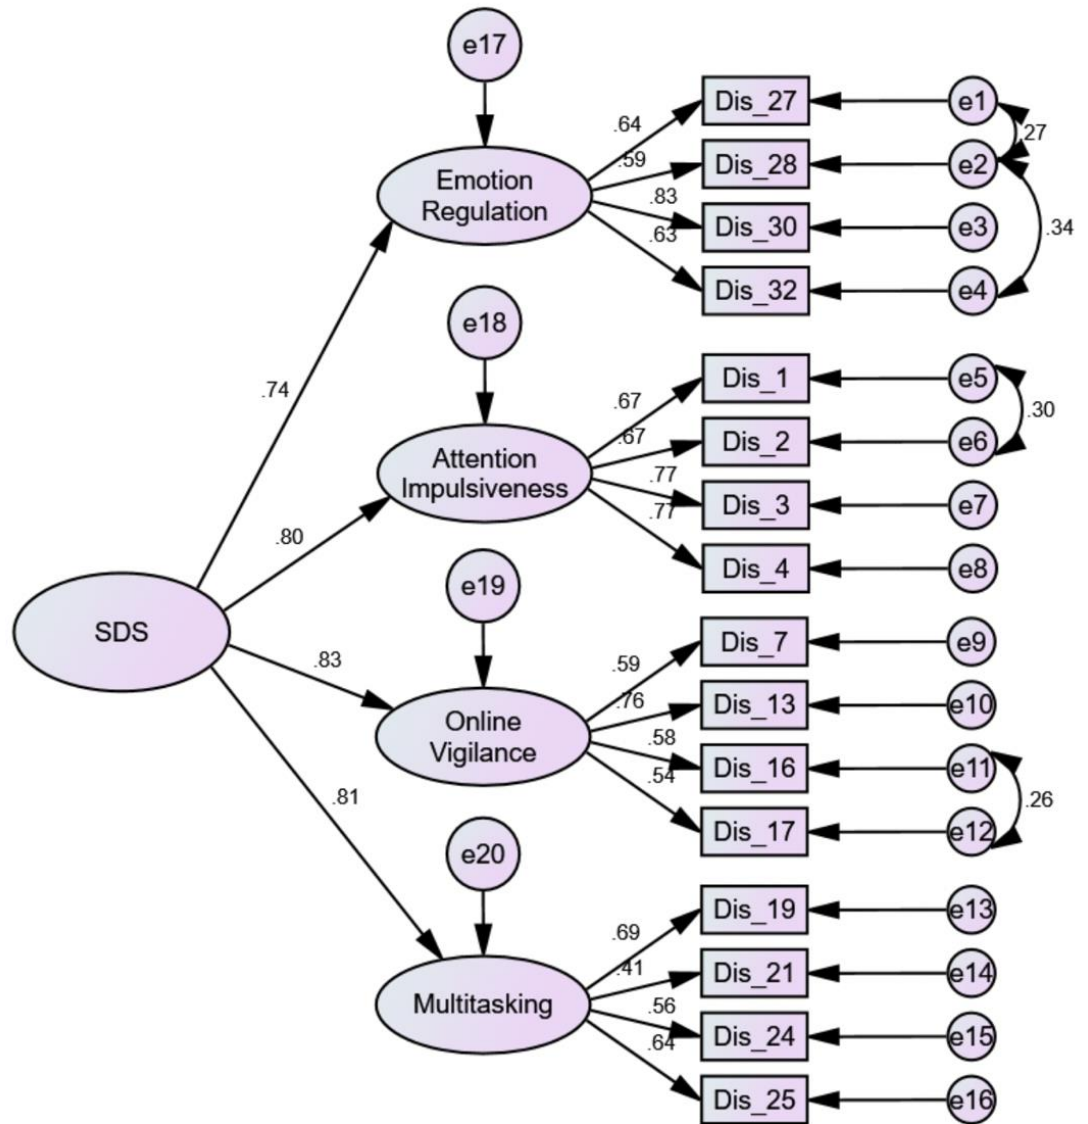 e17
Dis_27
e1
.64
.27
.59
Dis_28
e2
Emotion
Regulation
.83
Dis_30
e3
.34
.63
Dis_32
e4
e18
.74
Dis_1
e5
.67
.30
.67
Dis_2
e6
Attention
Impulsiveness
.77
Dis_3
e7
.77
Dis_4
e8
.80
e19
SDS
Dis_7
e9
.59
.83
.76
Dis_13
e10
Online
Vigilance
.58
Dis_16
e11
.54
.26
Dis_17
e12
.81
e20
Dis_19
e13
.69
.41
Dis_21
e14
Multitasking
.56
Dis_24
e15
.64
Dis_25
e16